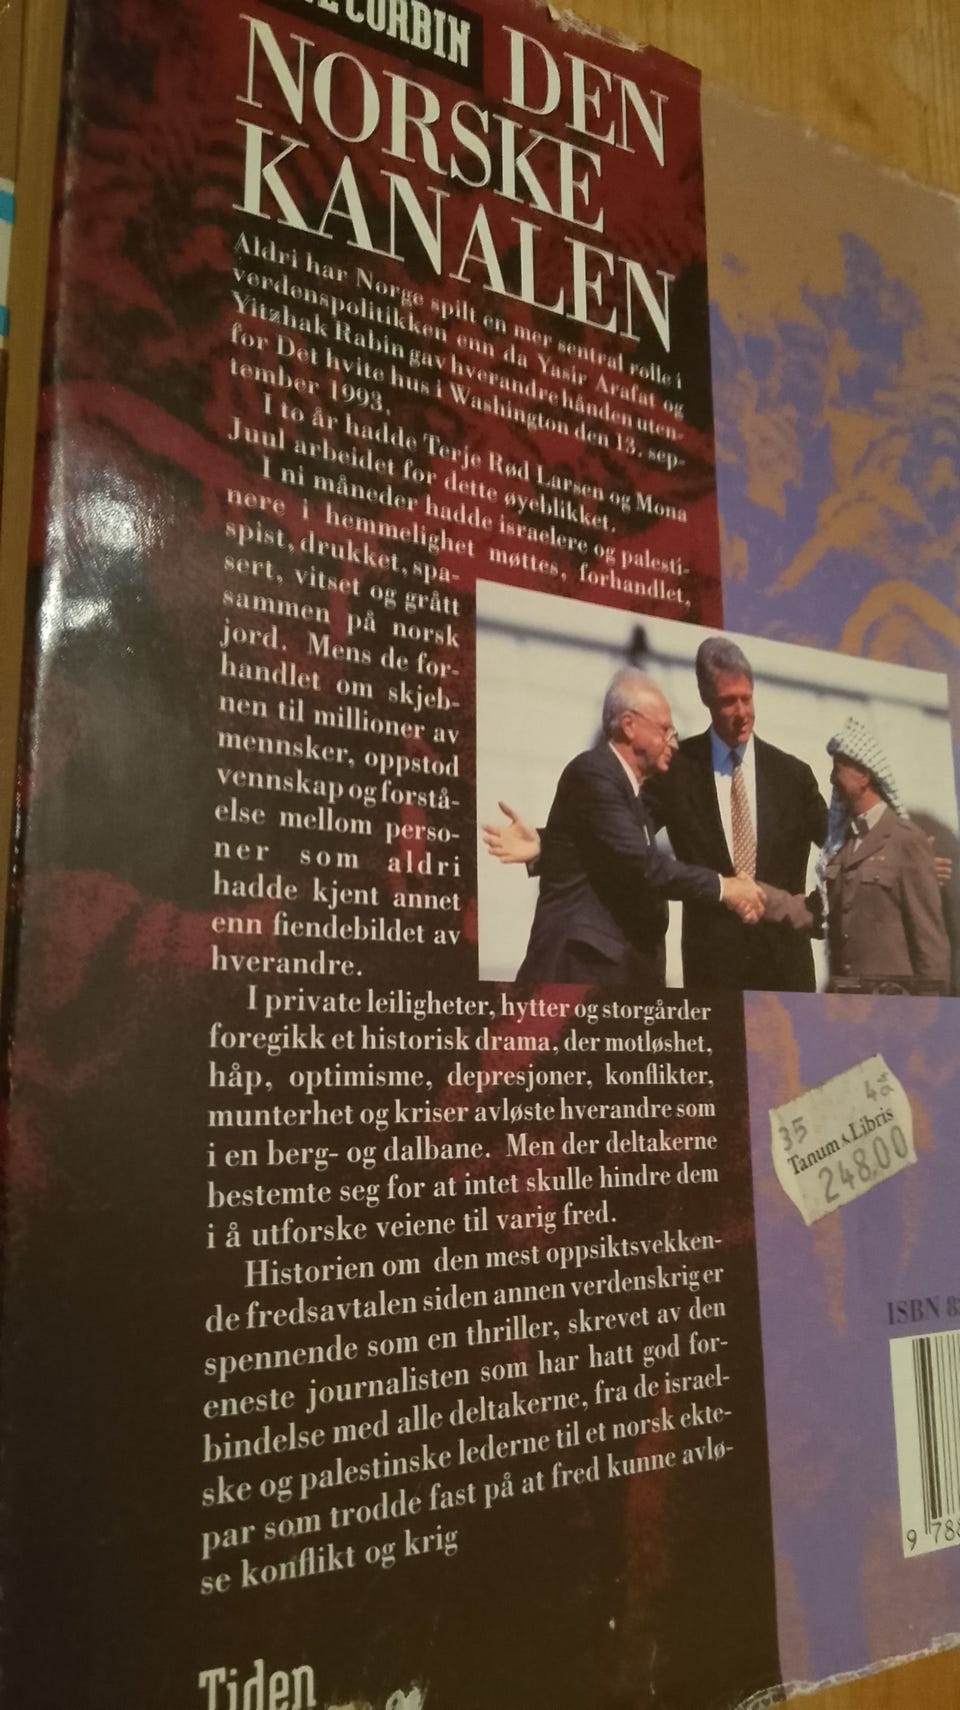 CORBIN
DEN
NORSKE
KANALEN
Aldri har Norge spilt en mer sentral rolle i
verdenspolitikken enn da Yasir Arafat og
Yitzhak Rabin gav hverandre hånden uten-
for Det hvite hus i Washington den 13. sep-
tember 1993.
I to år hadde Terje Rød Larsen og Mona
Juul arbeidet for dette øyeblikket.
I ni måneder hadde israelere og palesti-
nere i hemmelighet møttes, forhandlet,
spist, drukket, spa-
sert, vitset og grått
sammen på norsk
jord. Mens de for-
handlet om skjeb-
nen til millioner av
mennsker, oppstod
vennskap og forstå-
else mellom perso-
ner som aldri
hadde kjent annet
enn fiendebildet av
hverandre.
I private leiligheter, hytter og storgårder
foregikk et historisk drama, der motløshet,
håp, optimisme, depresjoner, konflikter,
munterhet og kriser avløste hverandre som
i en berg- og dalbane. Men der deltakerne
bestemte seg for at intet skulle hindre dem
i å utforske veiene til varig fred.
Historien om den mest oppsiktsvekken-
de fredsavtalen siden annen verdenskrig er
spennende som en thriller, skrevet av den
eneste journalisten som har hatt god for-
bindelse med alle deltakerne, fra de israel-
ske og palestinske lederne til et norsk ekte-
par som trodde fast på at fred kunne avlø-
se konflikt og krig
Tiden
35 42
Tanum & Libris
248,00
ISBN 8
9 788